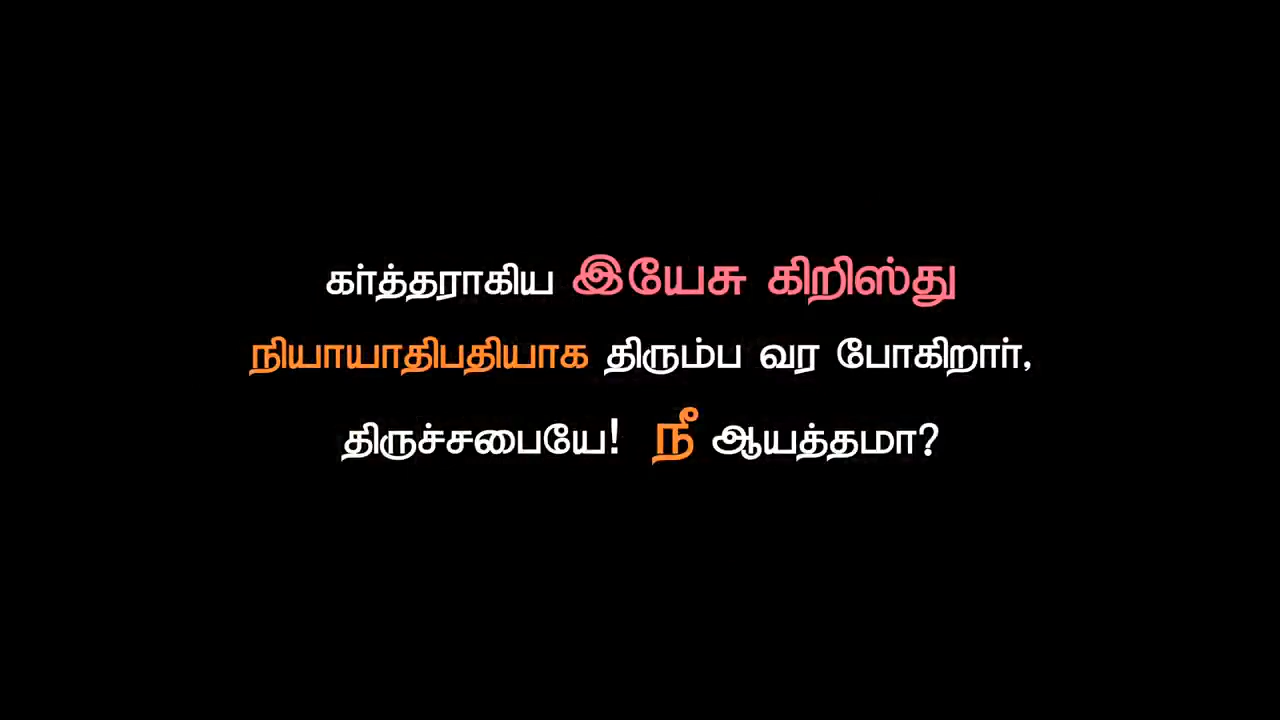 கர்த்தராகிய இயேசு கிறிஸ்து
நியாயாதிபதியாக திரும்ப வர போகிறார்,
திருச்சபையே! நீ ஆயத்தமா?